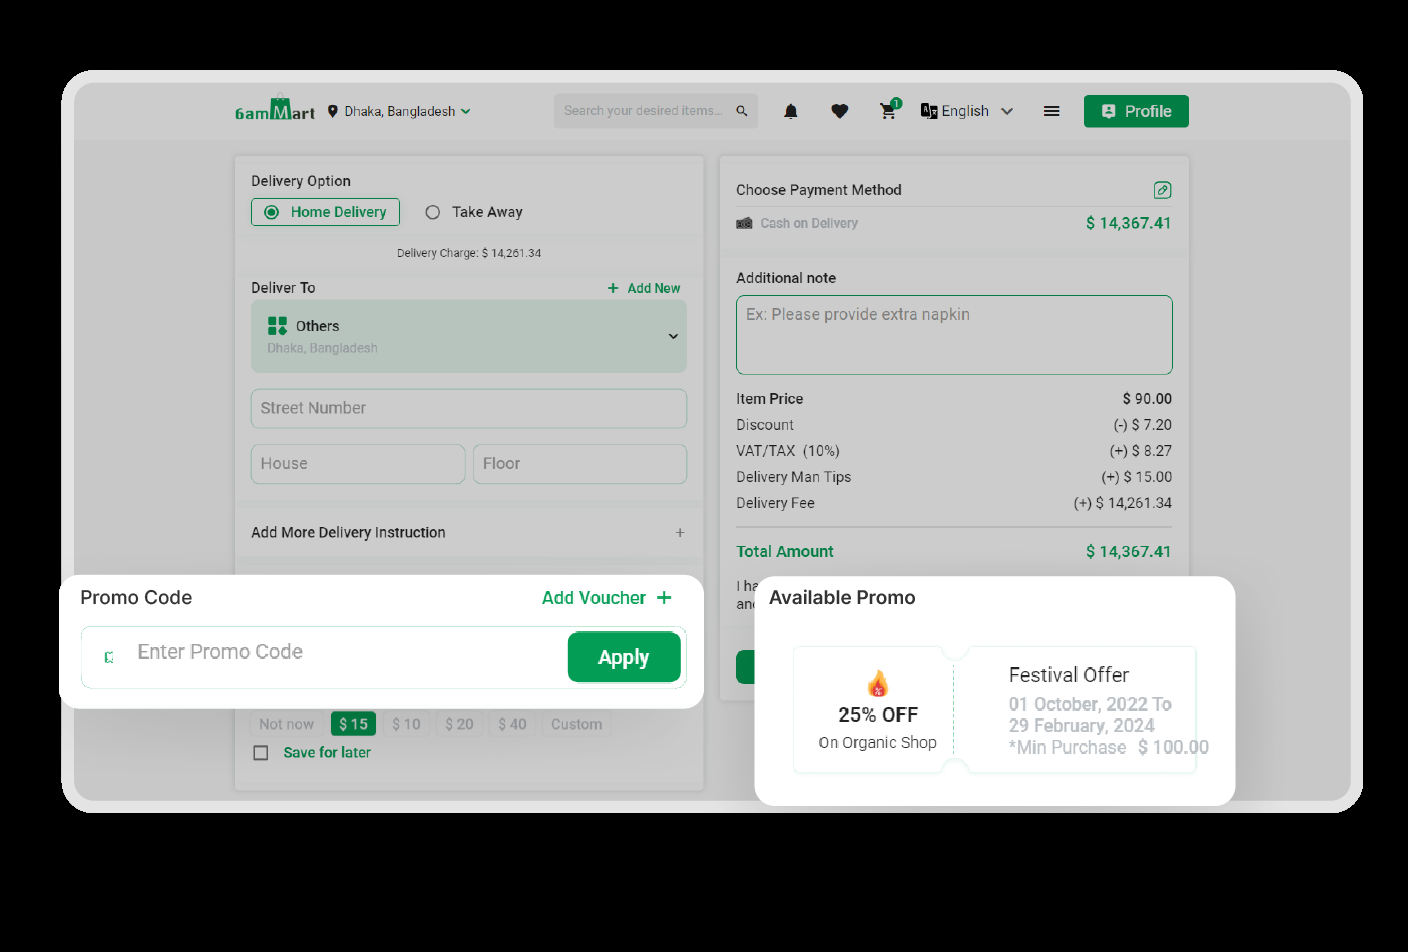 6amMart
Dhaka, Bangladesh
Search your desired items...
1
English
Profile
Delivery Option
Home Delivery
Take Away
Delivery Charge: $ 14,261.34
Deliver To
+ Add New
Others
Dhaka, Bangladesh
Street Number
House
Floor
Add More Delivery Instruction +
Promo Code
Add Voucher +
Enter Promo Code
Apply
Not now
$ 15
$ 10
$ 20
$ 40
Custom
Save for later
Choose Payment Method
Cash on Delivery
$ 14,367.41
Additional note
Ex: Please provide extra napkin
Item Price $ 90.00
Discount (-) $ 7.20
VAT/TAX (10%) (+) $ 8.27
Delivery Man Tips (+) $ 15.00
Delivery Fee (+) $ 14,261.34
Total Amount $ 14,367.41
I ha
Available Promo
25% OFF
On Organic Shop
Festival Offer
01 October, 2022 To
29 February, 2024
*Min Purchase $ 100.00